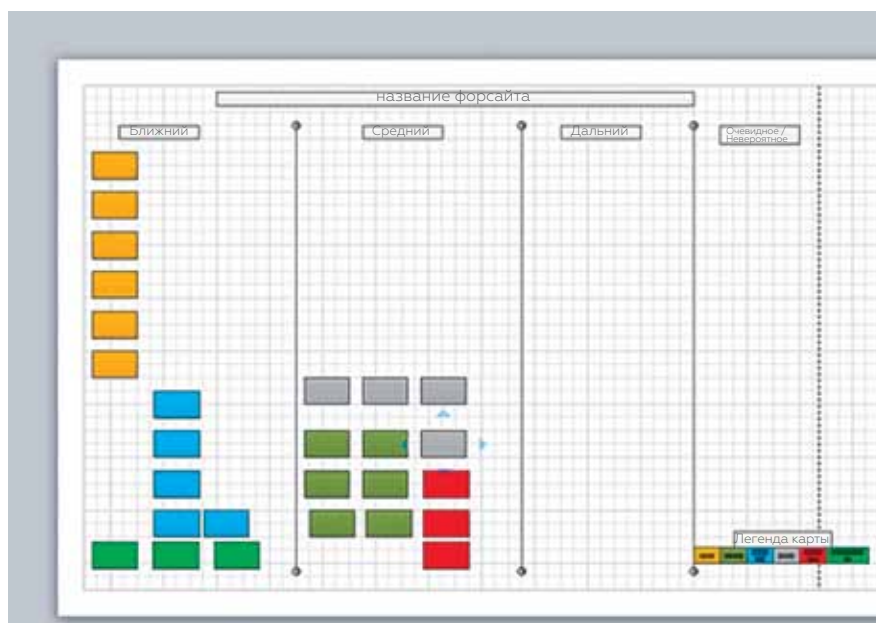 название форсайта
Ближний
Средний
Дальний
Очевидное /
Невероятное
Легенда карты